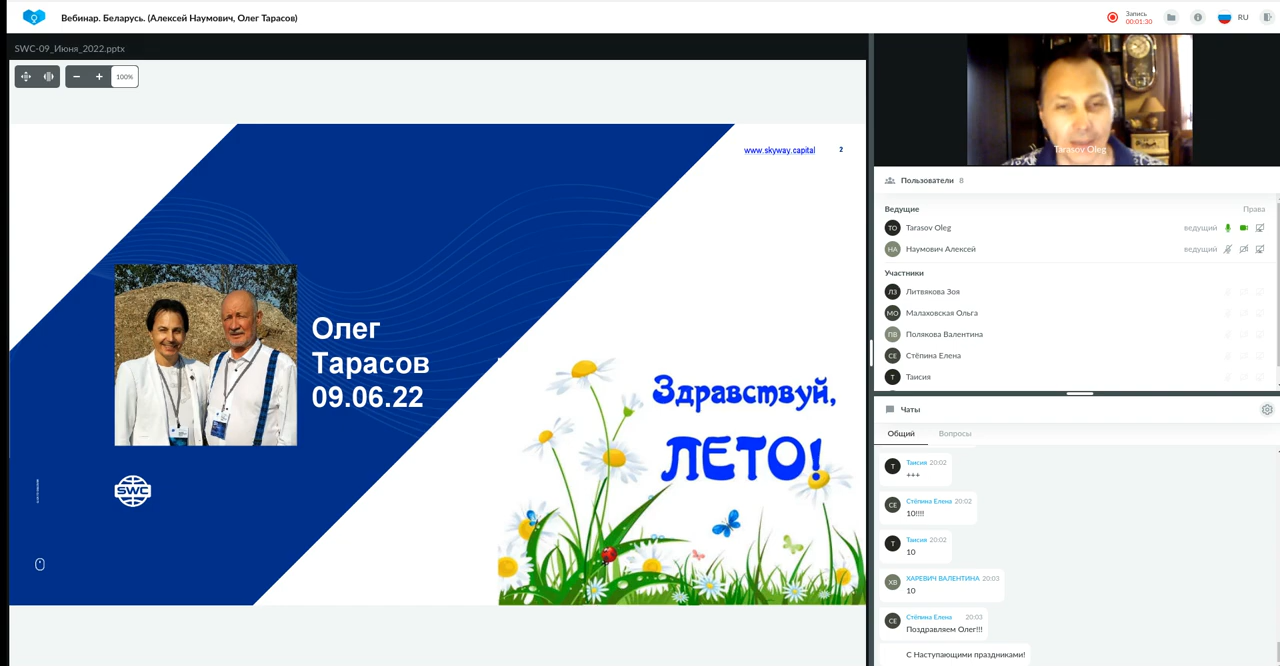 Вебинар. Беларусь. (Алексей Наумович, Олег Тарасов)
Запись
00:01:30
RU
SWC-09_Июня_2022.pptx
100%
www.skyway.capital
2
Олег
Тарасов
09.06.22
SWC
Здравствуй,
ЛЕТО!
Tarasov Oleg
Пользователи 8
Ведущие
Права
TO
Tarasov Oleg
ведущий
НА
Наумович Алексей
ведущий
Участники
ЛЗ
Литвякова Зоя
МО
Малаховская Ольга
ПВ
Полякова Валентина
СЕ
Стёпина Елена
Т
Таисия
Чаты
Общий
Вопросы
Т
Таисия 20:02
+++
СЕ
Стёпина Елена 20:02
10!!!!
Т
Таисия 20:02
10
ХВ
ХАРЕВИЧ ВАЛЕНТИНА 20:03
10
СЕ
Стёпина Елена 20:03
Поздравляем Олег!!!
С Наступающими праздниками!